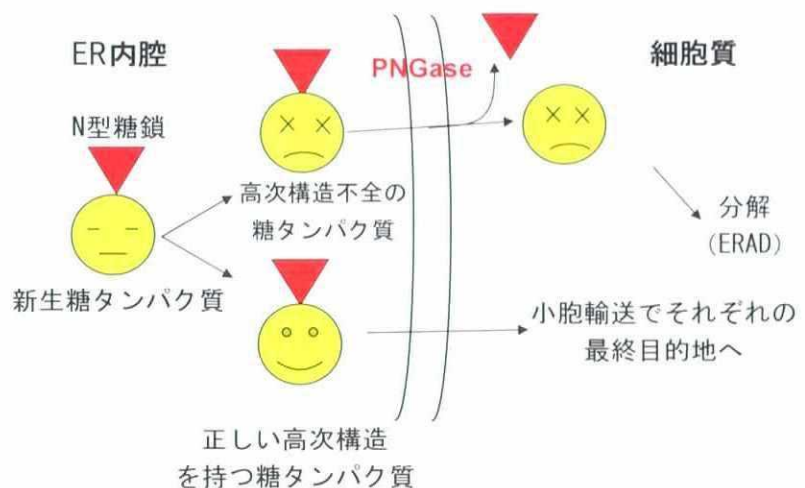 ER内腔
PNGase
細胞質
N型糖鎖
高次構造不全の
糖タンパク質
分解
(ERAD)
新生糖タンパク質
小胞輸送でそれぞれの
最終目的地へ
正しい高次構造
を持つ糖タンパク質